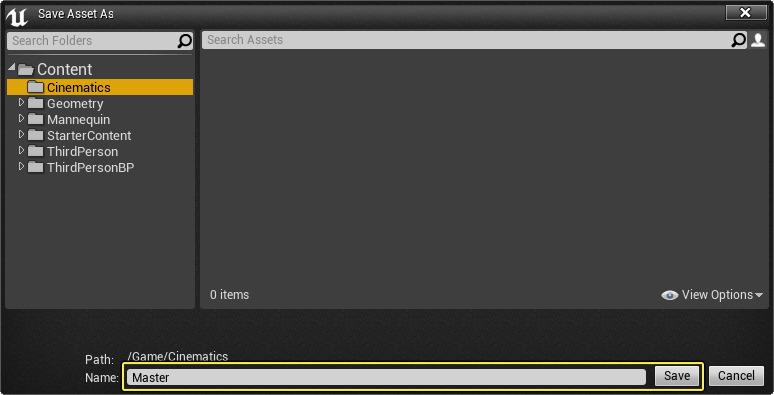 Save Asset As
Search Folders
Search Assets
Content
Cinematics
Geometry
Mannequin
StarterContent
ThirdPerson
ThirdPersonBP
0 items
View Options
Path: /Game/Cinematics
Name: Master
Save
Cancel